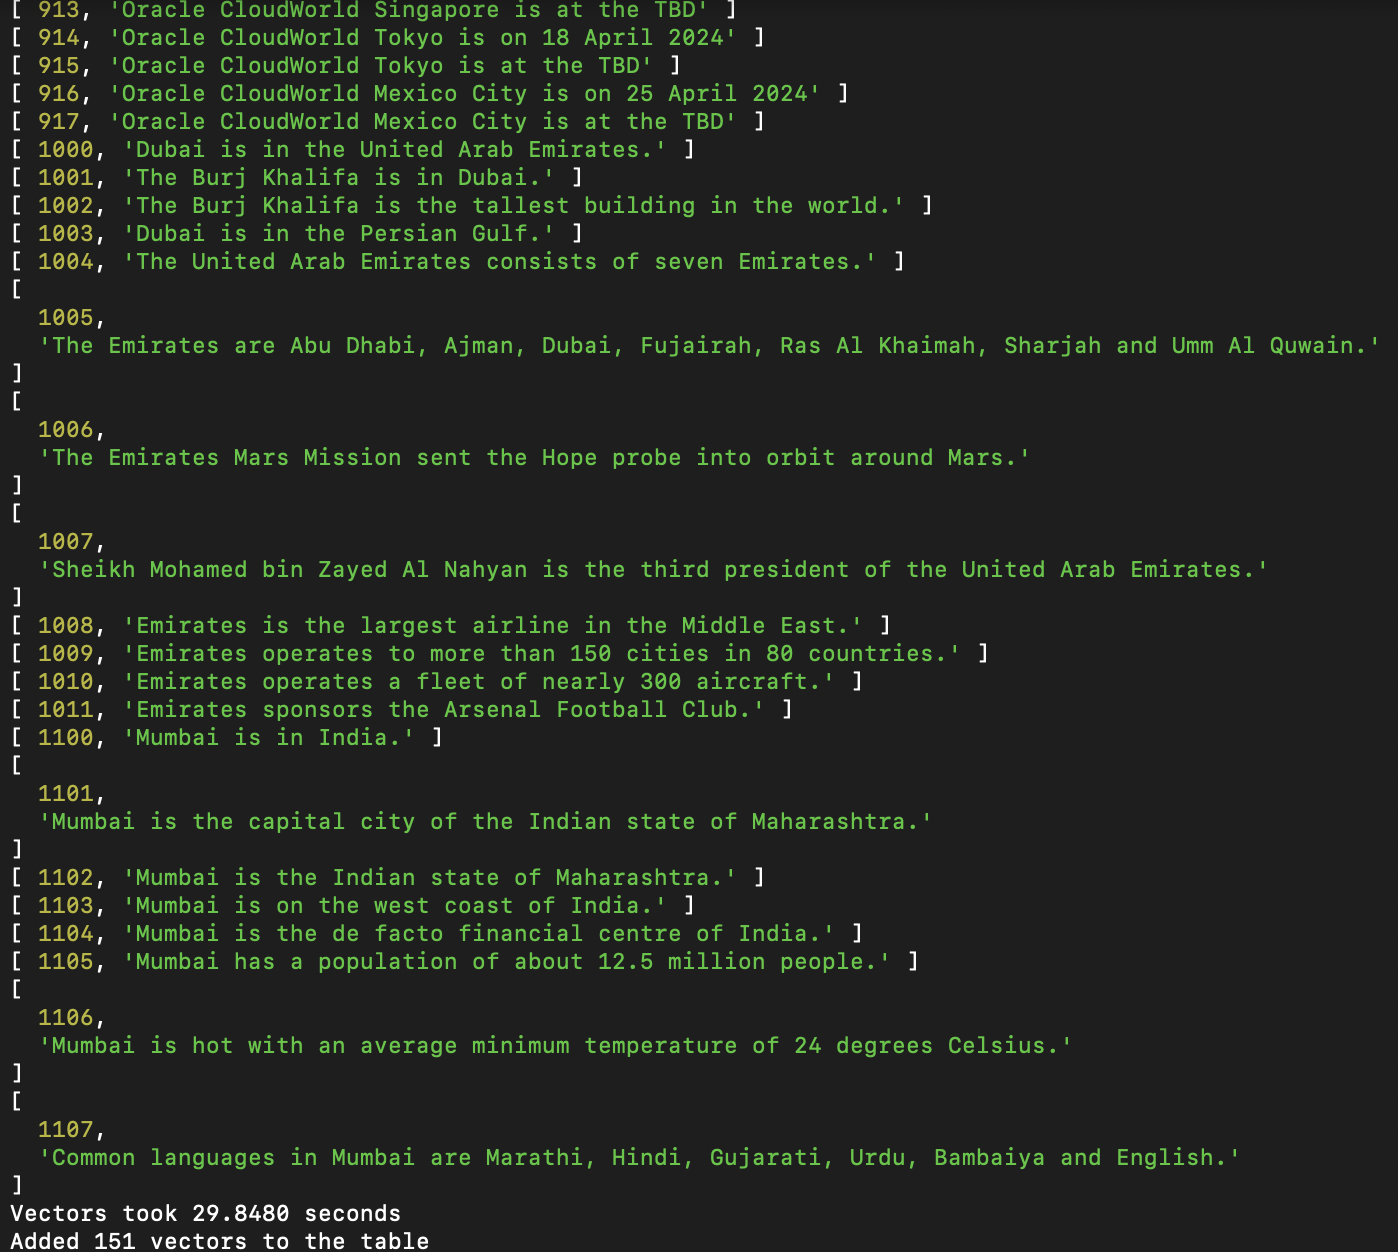 [ 913, 'Oracle CloudWorld Singapore is at the TBD' ]
[ 914, 'Oracle CloudWorld Tokyo is on 18 April 2024' ]
[ 915, 'Oracle CloudWorld Tokyo is at the TBD' ]
[ 916, 'Oracle CloudWorld Mexico City is on 25 April 2024' ]
[ 917, 'Oracle CloudWorld Mexico City is at the TBD' ]
[ 1000, 'Dubai is in the United Arab Emirates.' ]
[ 1001, 'The Burj Khalifa is in Dubai.' ]
[ 1002, 'The Burj Khalifa is the tallest building in the world.' ]
[ 1003, 'Dubai is in the Persian Gulf.' ]
[ 1004, 'The United Arab Emirates consists of seven Emirates.' ]
[
  1005,
  'The Emirates are Abu Dhabi, Ajman, Dubai, Fujairah, Ras Al Khaimah, Sharjah and Umm Al Quwain.'
]
[
  1006,
  'The Emirates Mars Mission sent the Hope probe into orbit around Mars.'
]
[
  1007,
  'Sheikh Mohamed bin Zayed Al Nahyan is the third president of the United Arab Emirates.'
]
[ 1008, 'Emirates is the largest airline in the Middle East.' ]
[ 1009, 'Emirates operates to more than 150 cities in 80 countries.' ]
[ 1010, 'Emirates operates a fleet of nearly 300 aircraft.' ]
[ 1011, 'Emirates sponsors the Arsenal Football Club.' ]
[ 1100, 'Mumbai is in India.' ]
[
  1101,
  'Mumbai is the capital city of the Indian state of Maharashtra.'
]
[ 1102, 'Mumbai is the Indian state of Maharashtra.' ]
[ 1103, 'Mumbai is on the west coast of India.' ]
[ 1104, 'Mumbai is the de facto financial centre of India.' ]
[ 1105, 'Mumbai has a population of about 12.5 million people.' ]
[
  1106,
  'Mumbai is hot with an average minimum temperature of 24 degrees Celsius.'
]
[
  1107,
  'Common languages in Mumbai are Marathi, Hindi, Gujarati, Urdu, Bambaiya and English.'
]
Vectors took 29.8480 seconds
Added 151 vectors to the table